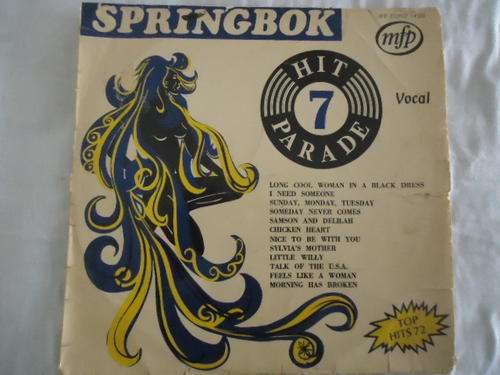 SPRINGBOK
mfp
HIT
7
PARADE
Vocal
LONG COOL WOMAN IN A BLACK DRESS
I NEED SOMEONE
SUNDAY, MONDAY, TUESDAY
SOMEDAY NEVER COMES
SAMSON AND DELILAH
CHICKEN HEART
NICE TO BE WITH YOU
SYLVIA'S MOTHER
LITTLE WILLY
TALK OF THE U.S.A.
FEELS LIKE A WOMAN
MORNING HAS BROKEN
TOP
HITS 72